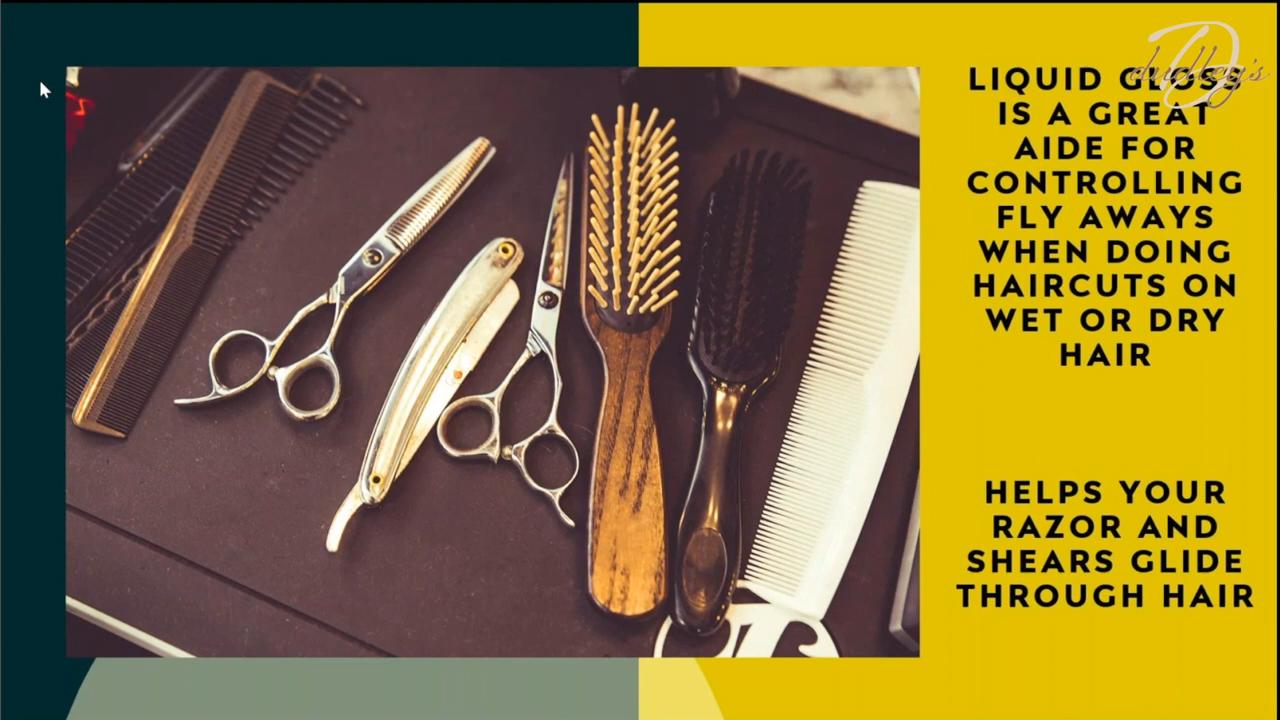 dudley's
LIQUID GLOSS
IS A GREAT
AIDE FOR
CONTROLLING
FLY AWAYS
WHEN DOING
HAIRCUTS ON
WET OR DRY
HAIR
HELPS YOUR
RAZOR AND
SHEARS GLIDE
THROUGH HAIR